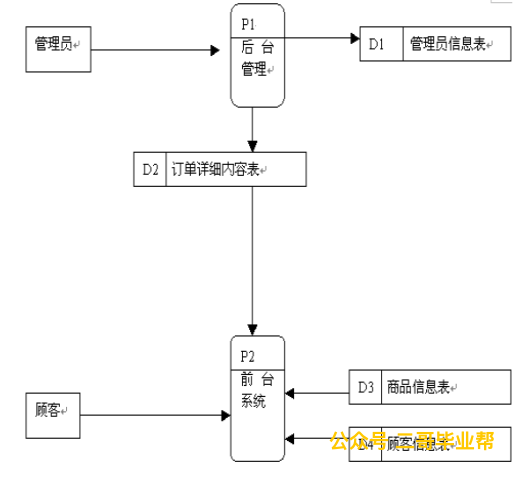 管理员
P1
后 台
管理
D1 管理员信息表
D2 订单详细内容表
P2
前 台
系统
顾客
D3 商品信息表
D4 顾客信息表
公众号·二哥毕业帮